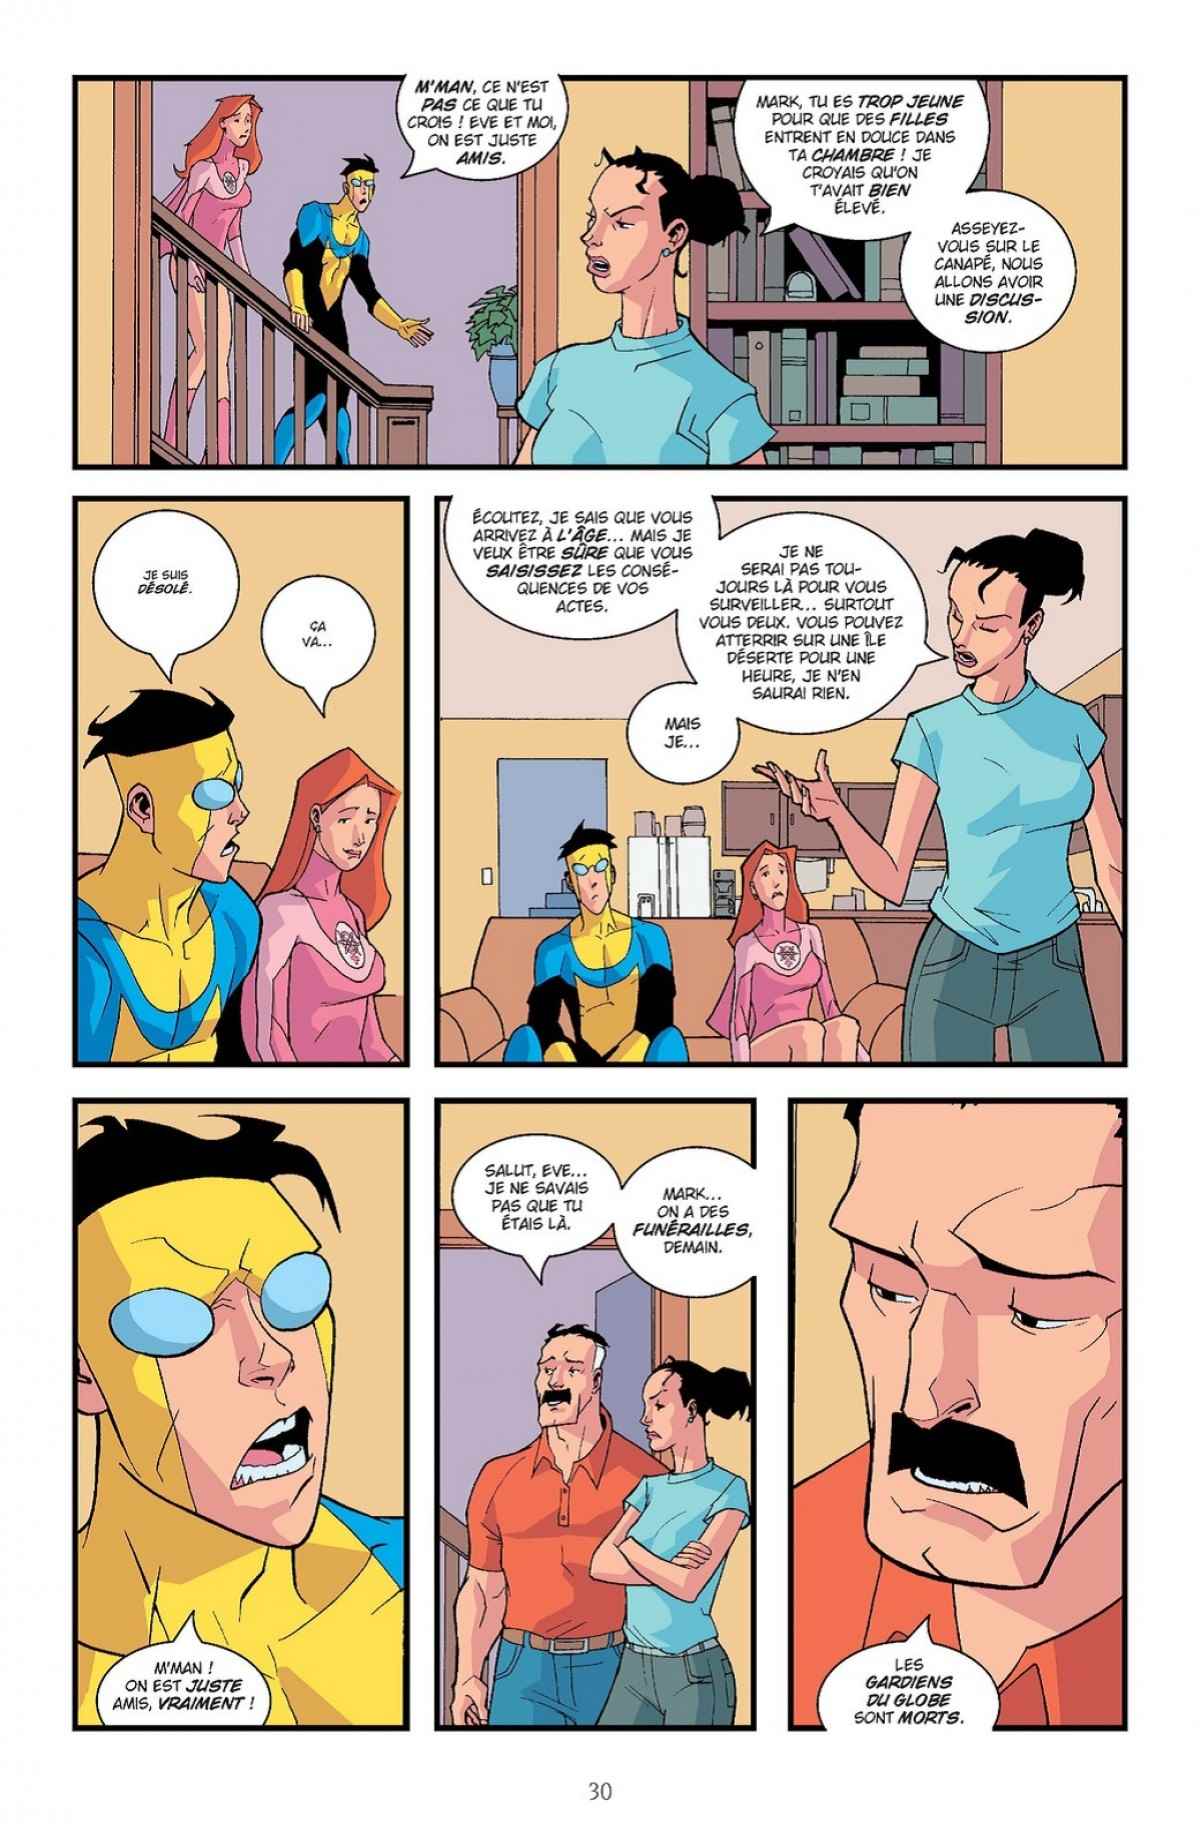 M'MAN, CE N'EST
PAS CE QUE TU
CROIS ! EVE ET MOI,
ON EST JUSTE
AMIS.
MARK, TU ES TROP JEUNE
POUR QUE DES FILLES
ENTRENT EN DOUCE DANS
TA CHAMBRE ! JE
CROYAIS QU'ON
T'AVAIT BIEN
ÉLEVÉ.
ASSEYEZ-
VOUS SUR LE
CANAPÉ, NOUS
ALLONS AVOIR
UNE DISCUS-
SION.
JE SUIS
DÉSOLÉ.
ÇA
VA...
ÉCOUTEZ, JE SAIS QUE VOUS
ARRIVEZ À L'ÂGE... MAIS JE
VEUX ÊTRE SÛRE QUE VOUS
SAISISSEZ LES CONSÉ-
QUENCES DE VOS
ACTES.
JE NE
SERAI PAS TOU-
JOURS LÀ POUR VOUS
SURVEILLER... SURTOUT
VOUS DEUX. VOUS POUVEZ
ATTERRIR SUR UNE ÎLE
DÉSERTE POUR UNE
HEURE, JE N'EN
SAURAI RIEN.
MAIS
JE...
M'MAN !
ON EST JUSTE
AMIS, VRAIMENT !
SALUT, EVE...
JE NE SAVAIS
PAS QUE TU
ÉTAIS LÀ.
MARK...
ON A DES
FUNÉRAILLES,
DEMAIN.
LES
GARDIENS
DU GLOBE
SONT MORTS.
30